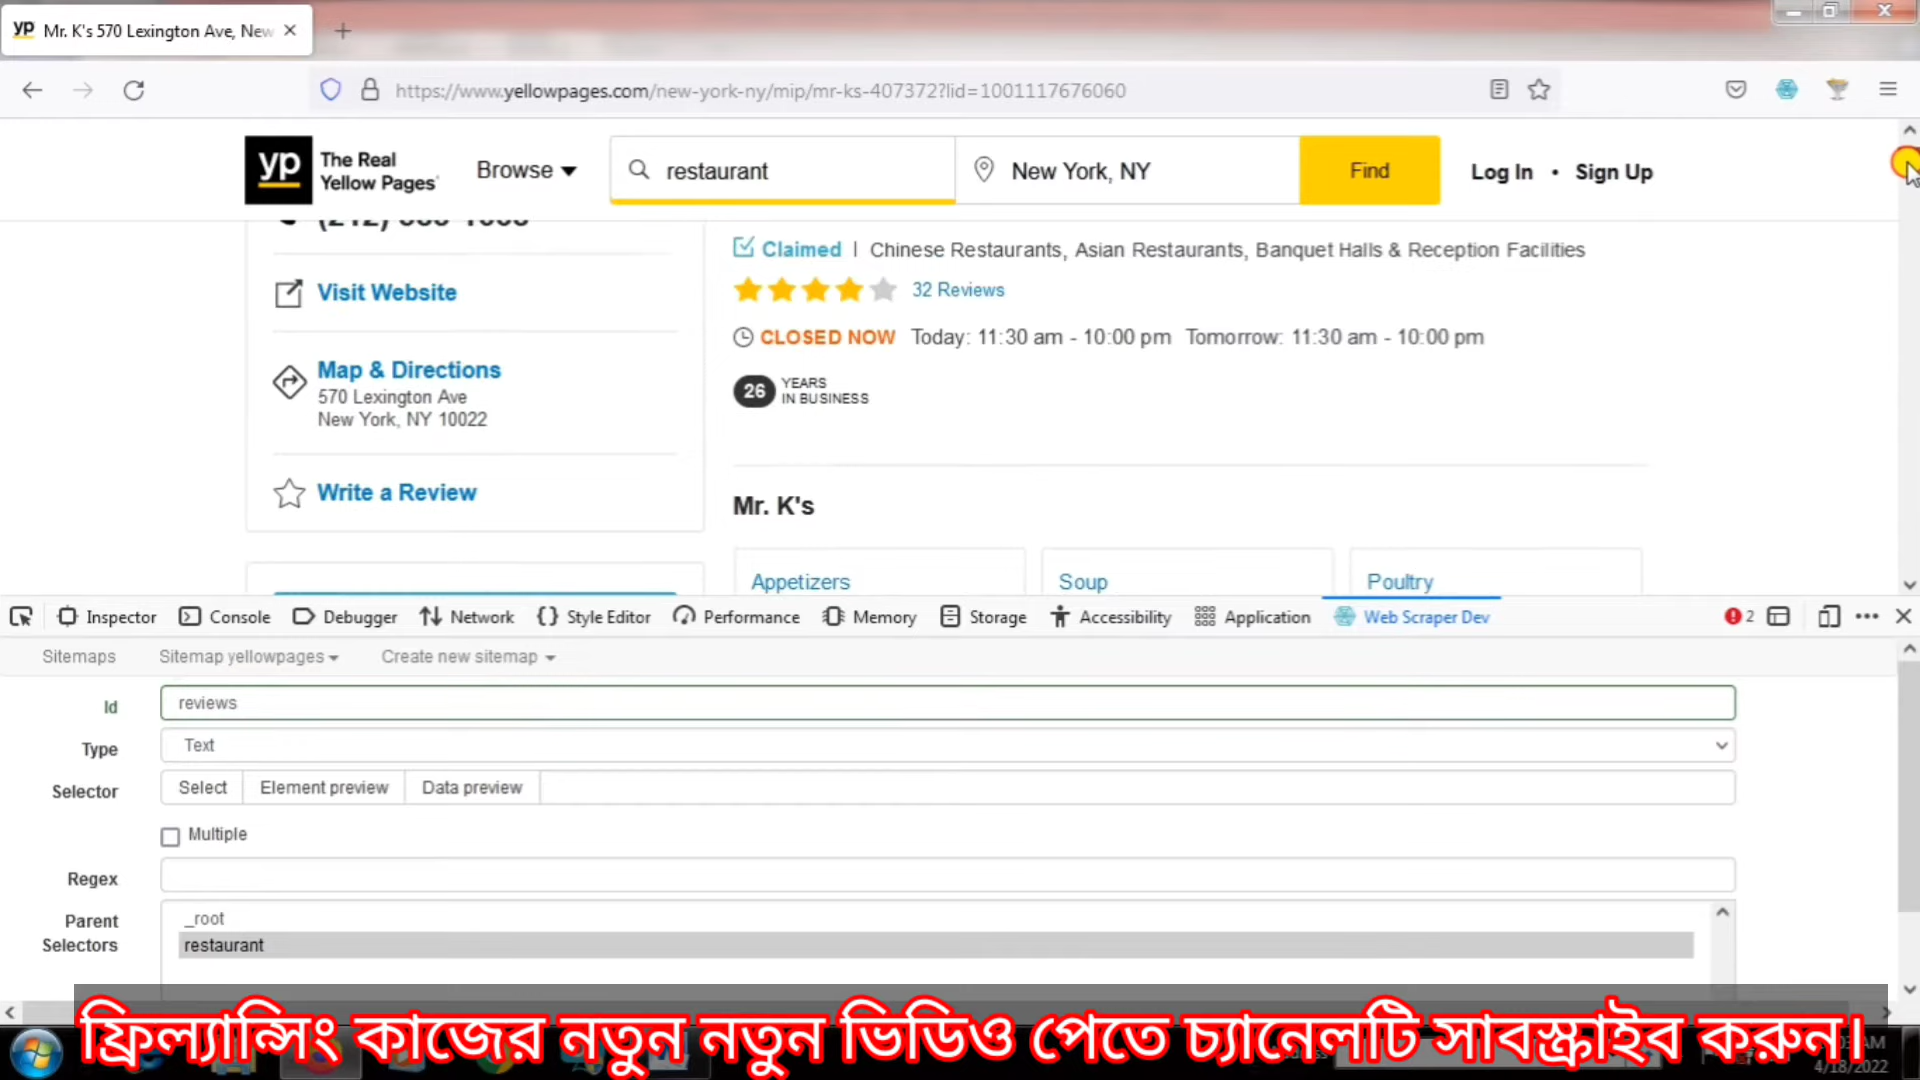 yp Mr. K's 570 Lexington Ave, New
https://www.yellowpages.com/new-york-ny/mip/mr-ks-407372?lid=1001117676060
yp The Real Yellow Pages
Browse
restaurant
New York, NY
Find
Log In • Sign Up
Visit Website
Map & Directions
570 Lexington Ave
New York, NY 10022
Write a Review
Claimed | Chinese Restaurants, Asian Restaurants, Banquet Halls & Reception Facilities
32 Reviews
CLOSED NOW Today: 11:30 am - 10:00 pm Tomorrow: 11:30 am - 10:00 pm
26 YEARS IN BUSINESS
Mr. K's
Appetizers
Soup
Poultry
Inspector Console Debugger Network Style Editor Performance Memory Storage Accessibility Application Web Scraper Dev 2
Sitemaps Sitemap yellowpages Create new sitemap
Id reviews
Type Text
Selector Select Element preview Data preview
Multiple
Regex
Parent Selectors
_root
restaurant
ফ্রিল্যান্সিং কাজের নতুন নতুন ভিডিও পেতে চ্যানেলটি সাবস্ক্রাইব করুন।
AM
4/18/2022